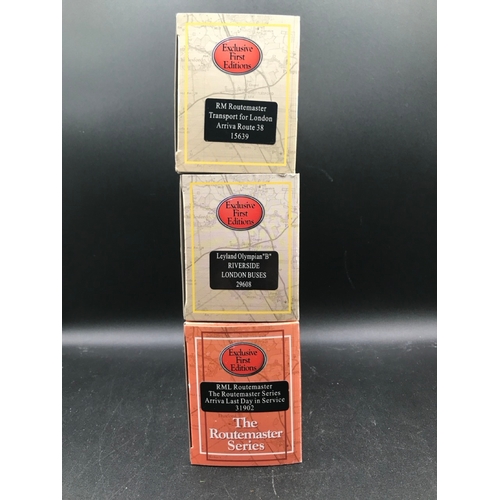 Exclusive
First
Editions
RM Routemaster
Transport for London
Arriva Route 38
15639
Exclusive
First
Editions
Leyland Olympian "B"
RIVERSIDE
LONDON BUSES
29608
Exclusive
First
Editions
RML Routemaster
The Routemaster Series
Arriva Last Day in Service
31902
The
Routemaster
Series